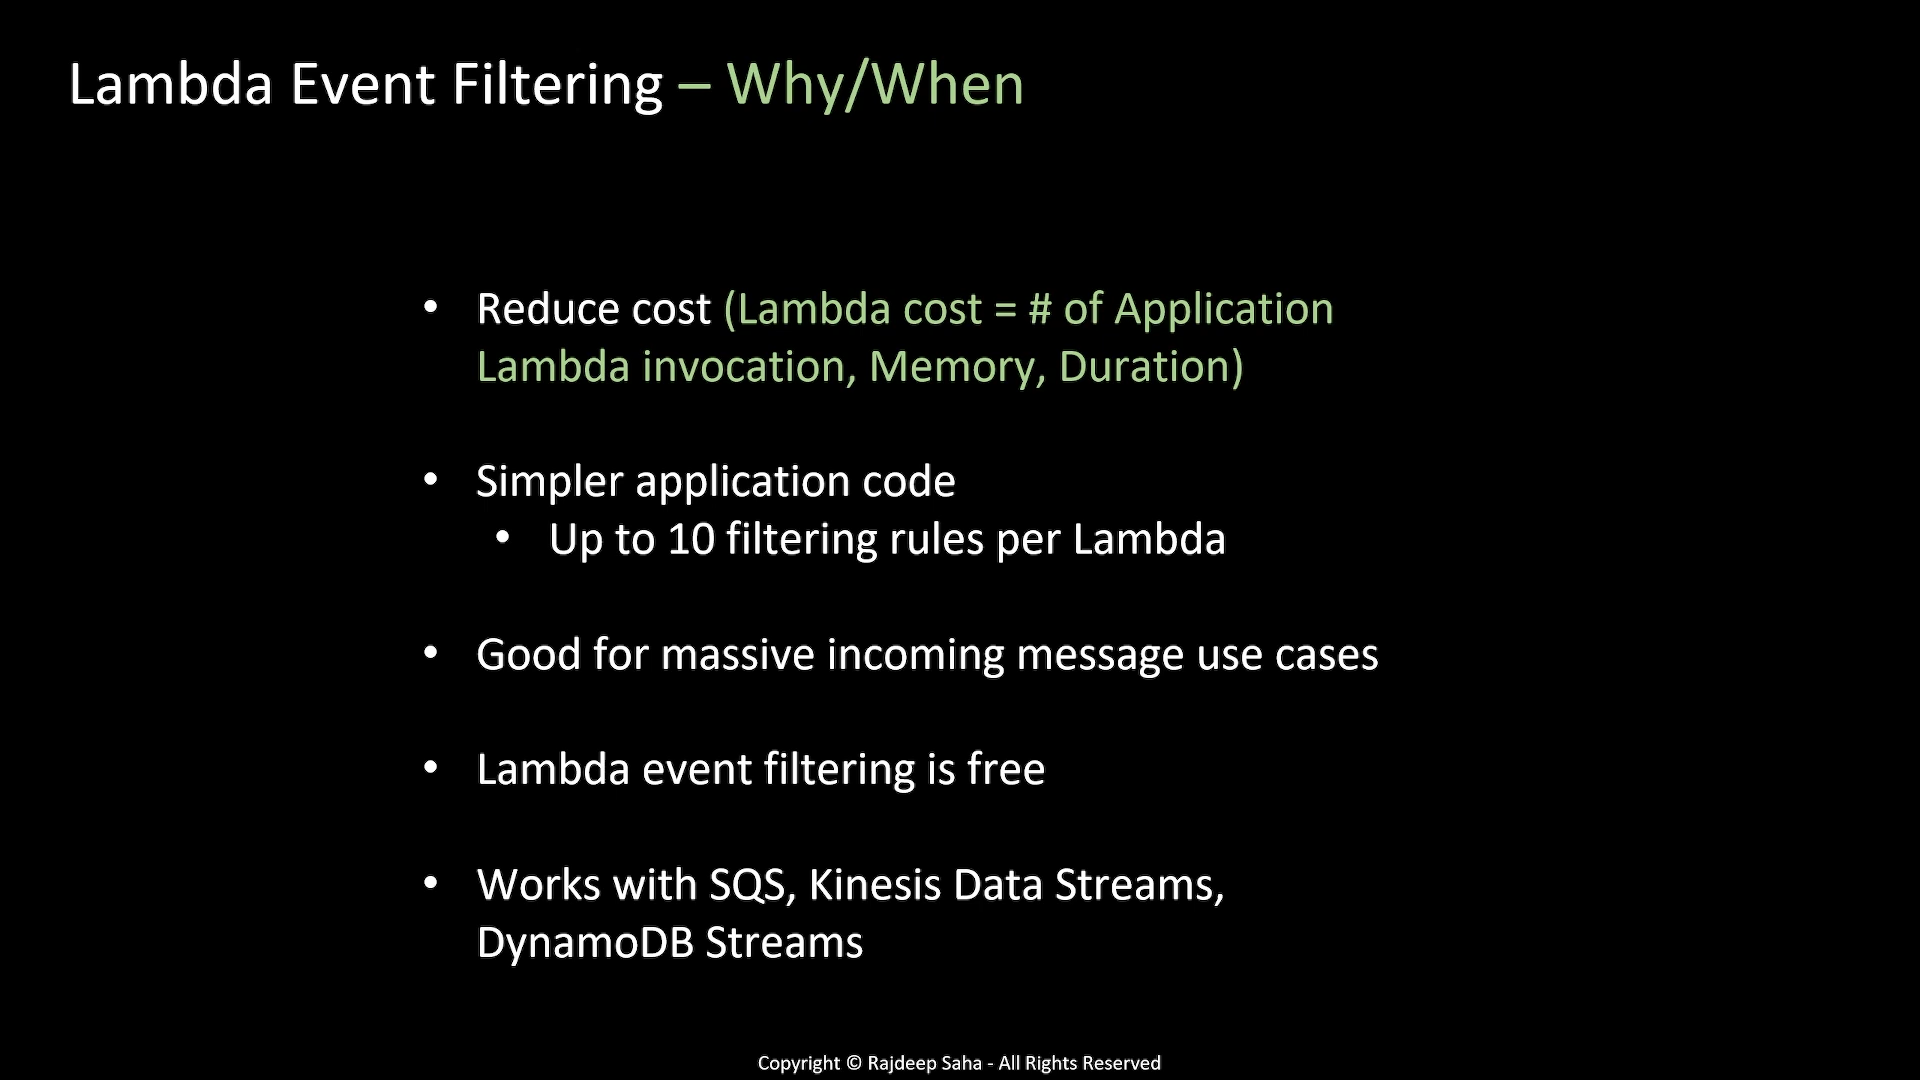 Lambda Event Filtering – Why/When
• Reduce cost (Lambda cost = # of Application
Lambda invocation, Memory, Duration)
• Simpler application code
• Up to 10 filtering rules per Lambda
• Good for massive incoming message use cases
• Lambda event filtering is free
• Works with SQS, Kinesis Data Streams,
DynamoDB Streams
Copyright © Rajdeep Saha - All Rights Reserved